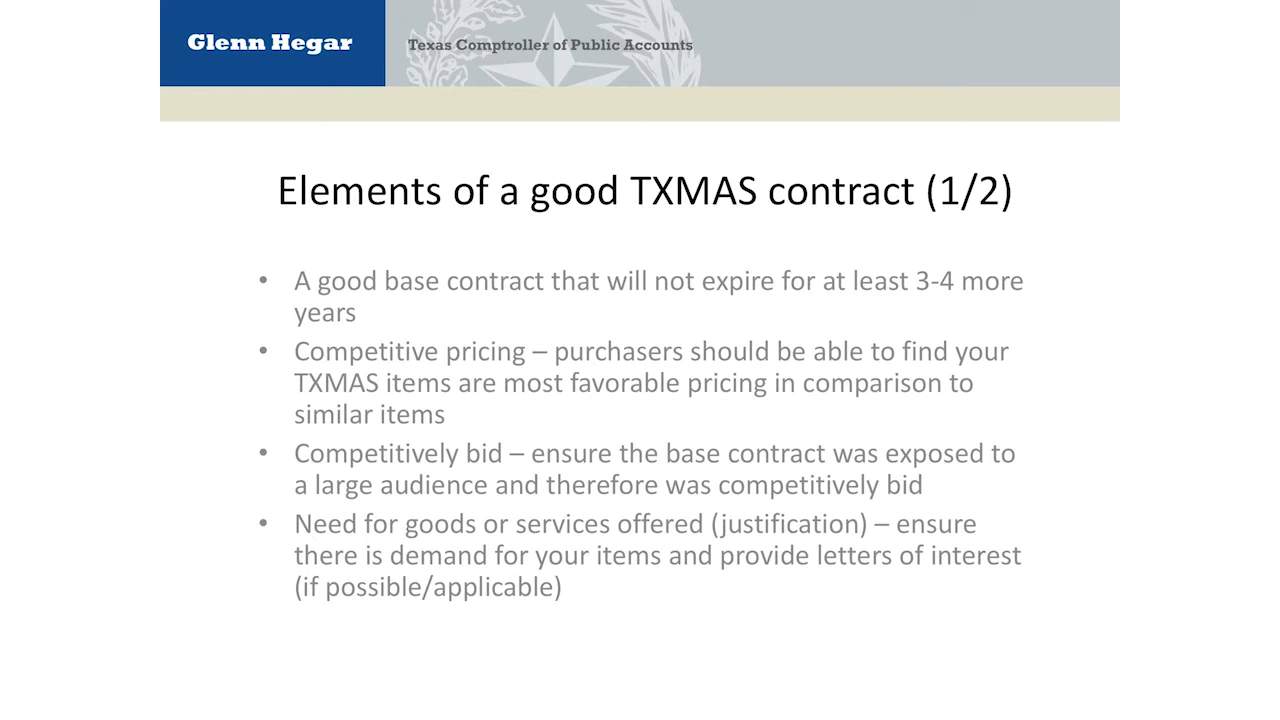 Glenn Hegar
Texas Comptroller of Public Accounts
Elements of a good TXMAS contract (1/2)
• A good base contract that will not expire for at least 3-4 more
years
• Competitive pricing – purchasers should be able to find your
TXMAS items are most favorable pricing in comparison to
similar items
• Competitively bid – ensure the base contract was exposed to
a large audience and therefore was competitively bid
• Need for goods or services offered (justification) – ensure
there is demand for your items and provide letters of interest
(if possible/applicable)